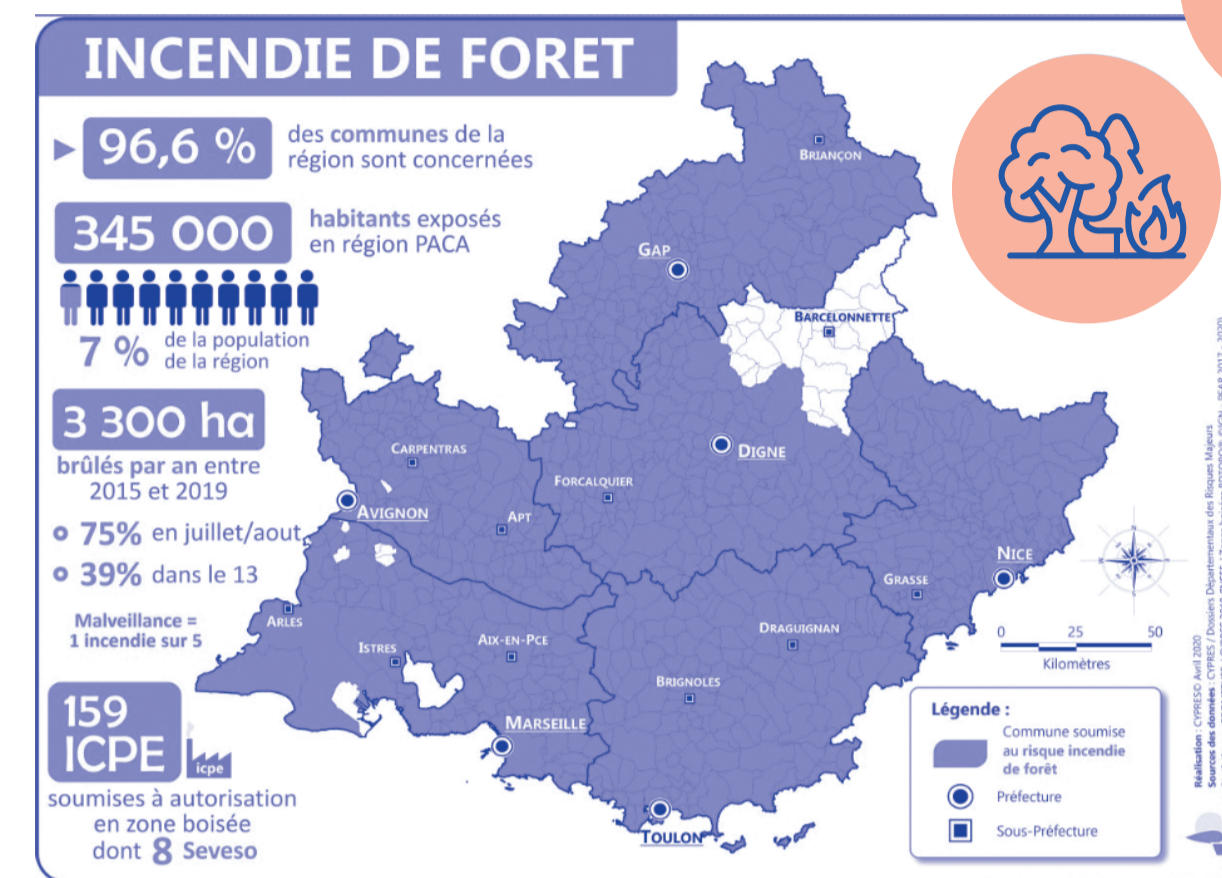 INCENDIE DE FORET
96,6 %
des communes de la
région sont concernées
345 000
habitants exposés
en région PACA
7 %
de la population
de la région
3 300 ha
brûlés par an entre
2015 et 2019
75% en juillet/aout
39% dans le 13
Malveillance =
1 incendie sur 5
159
ICPE
icpe
soumises à autorisation
en zone boisée
dont 8 Seveso
BRIANÇON
GAP
BARCELONNETTE
CARPENTRAS
DIGNE
FORCALQUIER
AVIGNON
APT
NICE
GRASSE
ARLES
DRAGUIGNAN
AIX-EN-PCE
ISTRES
BRIGNOLES
MARSEILLE
TOULON
0 25 50
Kilomètres
Légende :
Commune soumise
au risque incendie
de forêt
Préfecture
Sous-Préfecture
Réalisation : CYPRES© Avril 2020
Sources des données : CYPRES / Dossiers Départementaux des Risques Majeurs